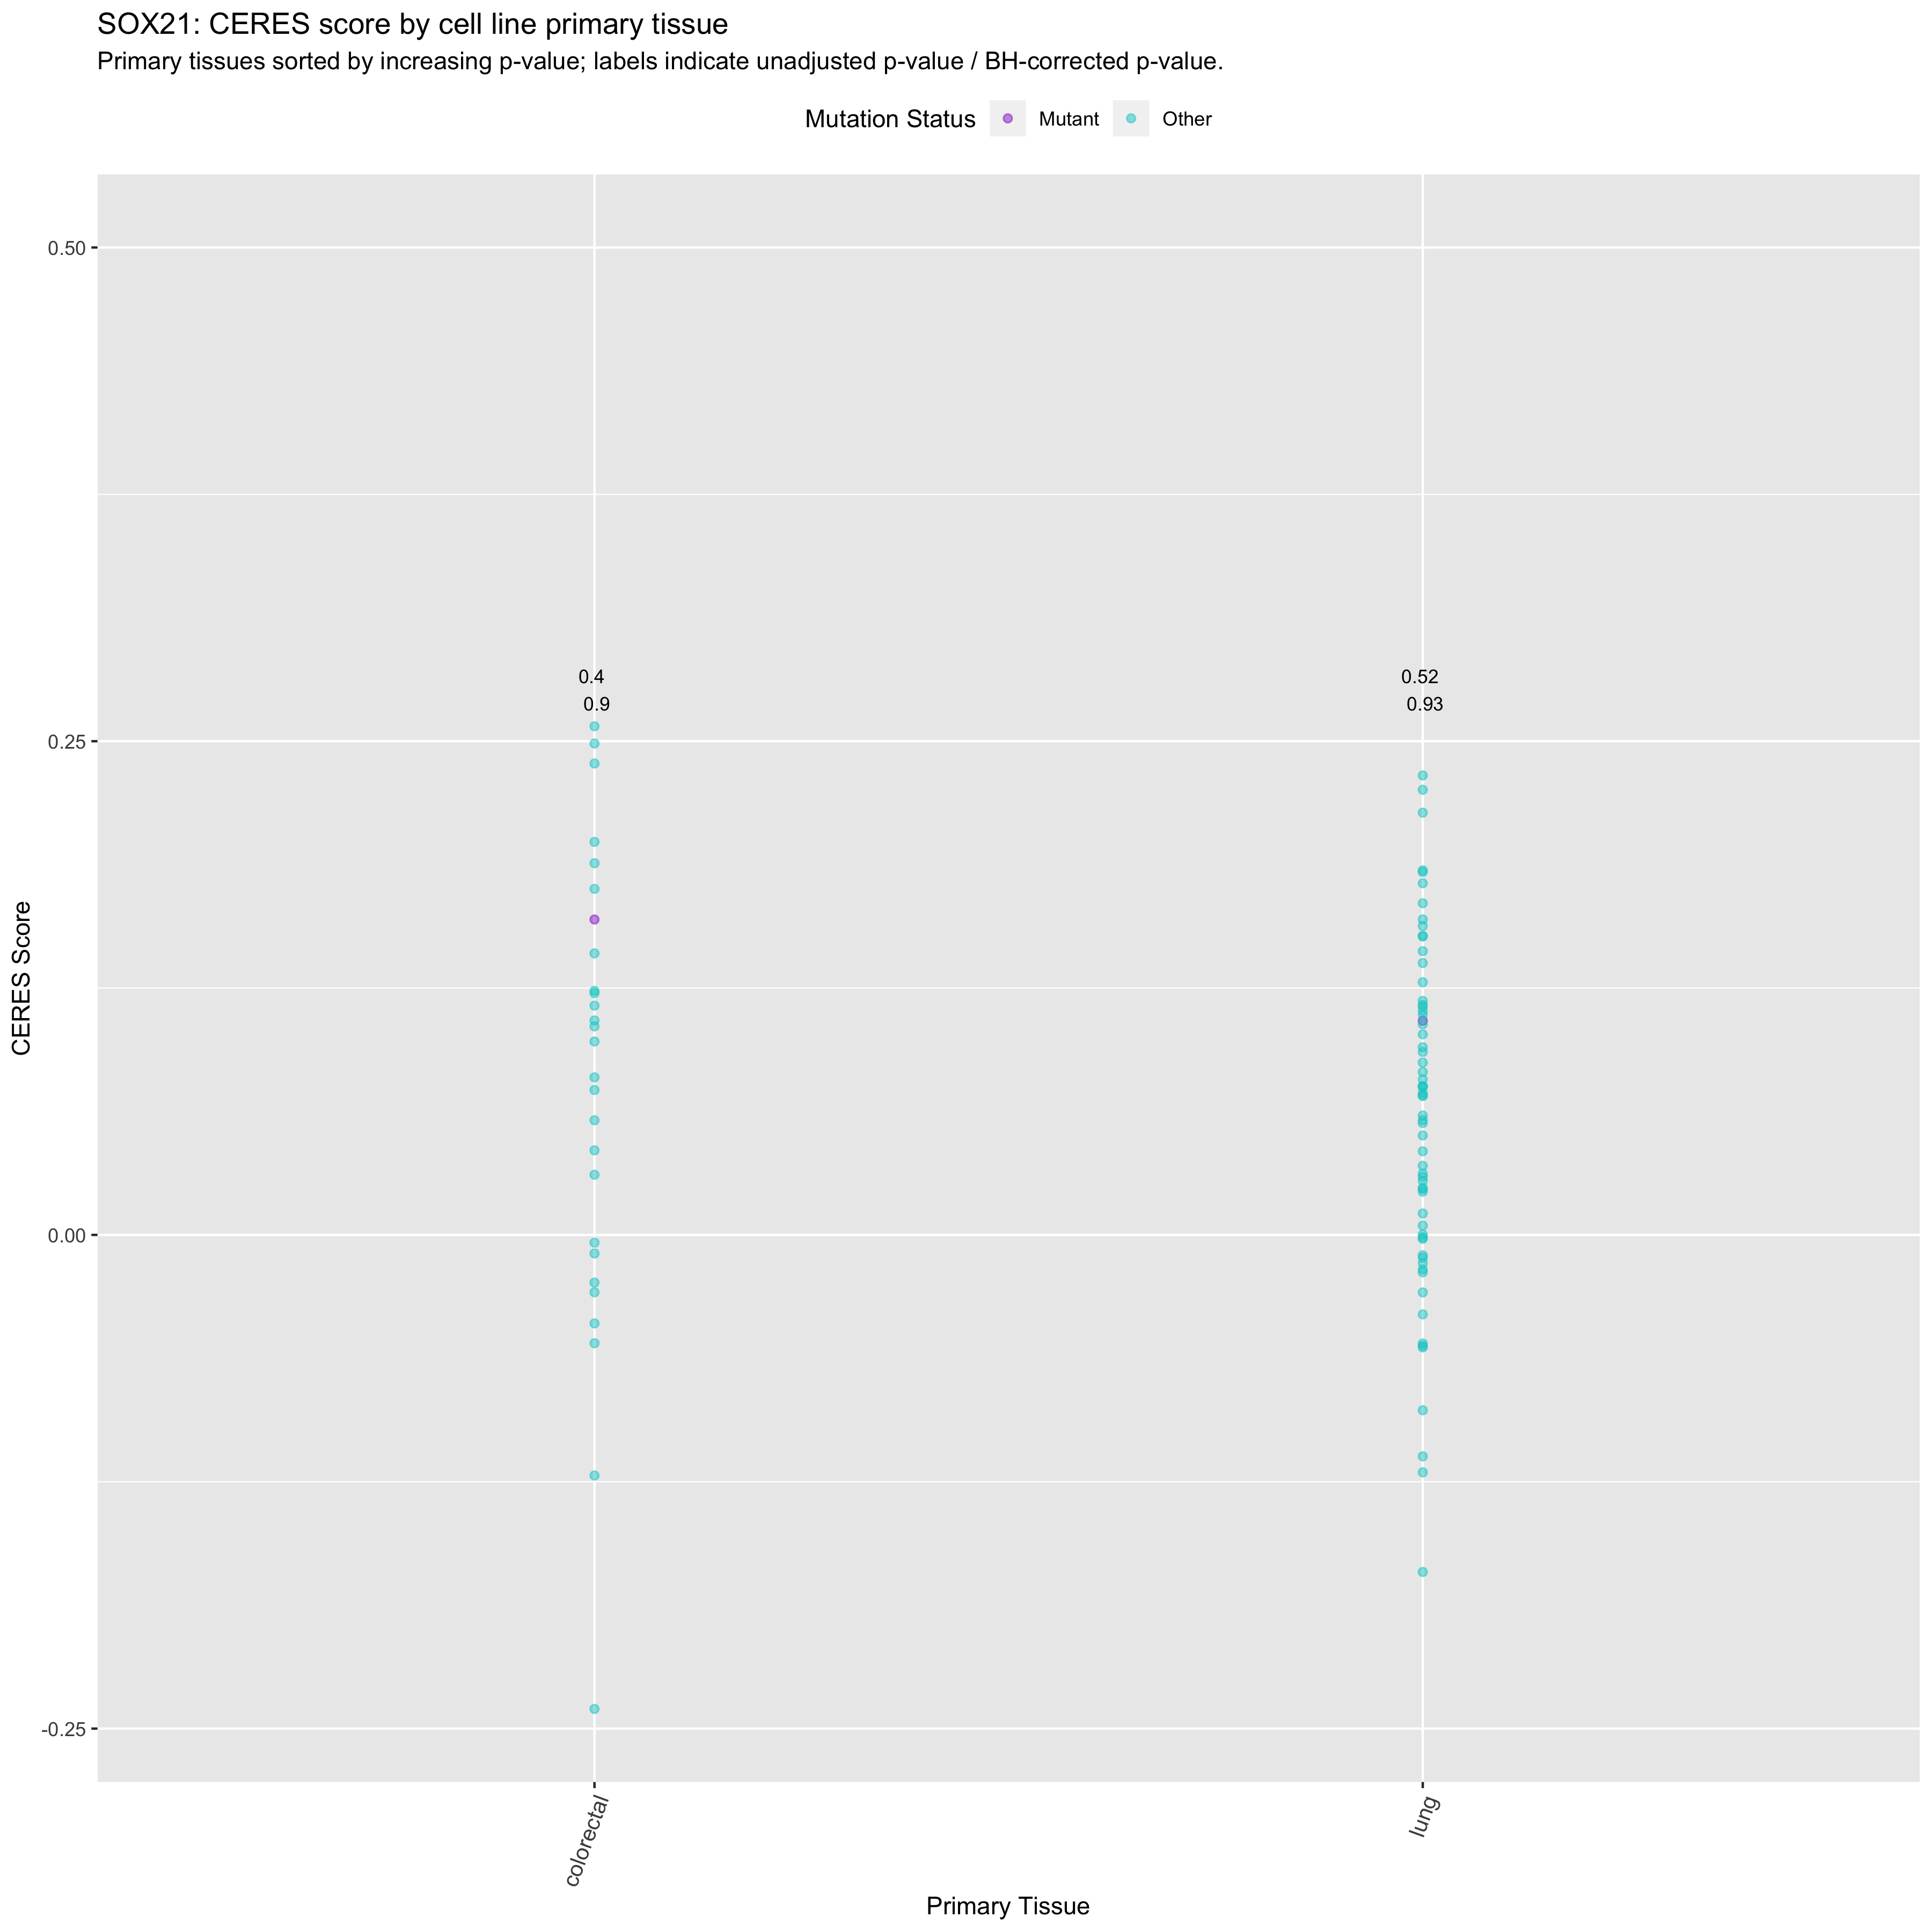 SOX21: CERES score by cell line primary tissue
Primary tissues sorted by increasing p-value; labels indicate unadjusted p-value / BH-corrected p-value.
Mutation Status
Mutant
Other
0.50
0.4
0.52
0.9
0.93
0.25
CERES Score
0.00
-0.25
colorectal
lung
Primary Tissue